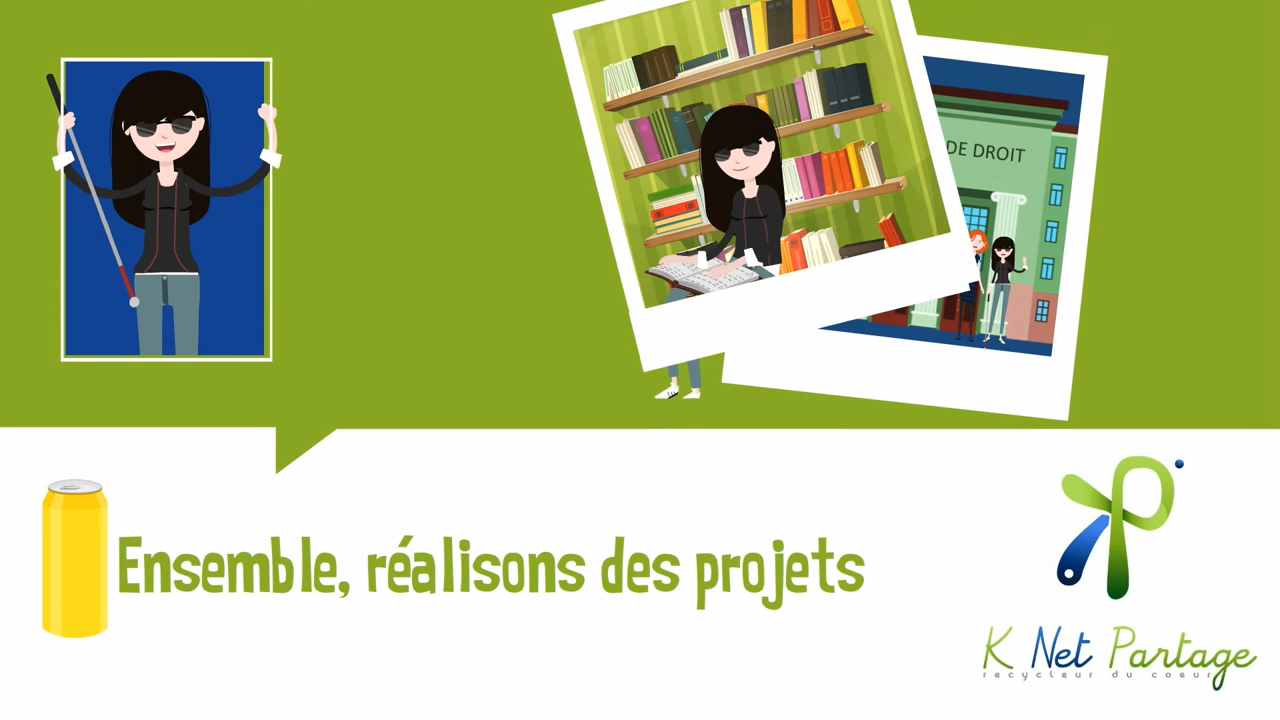 DE DROIT
Ensemble, réalisons des projets
K Net Partage
recycleur du coeur